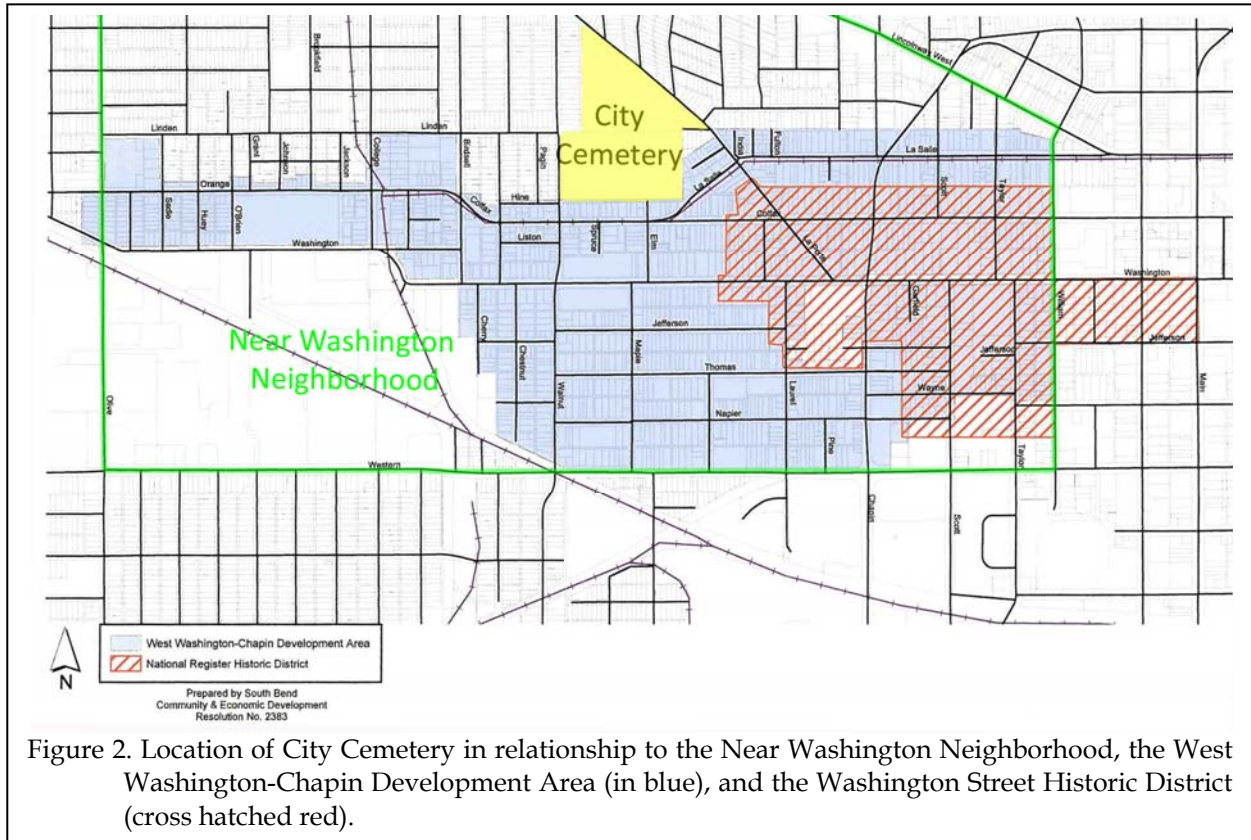 Lincolnway West
Brookfield
City
Cemetery
Linden
Linden
Grant
Johnson
Jackson
College
Birdsell
Pagin
Fulton
La Salle
La Salle
Orange
Sadie
Huey
O'Brien
Colfax
Hine
Scott
Taylor
Colfax
Liston
Spruce
Elm
La Porte
Washington
Washington
Cherry
Chestnut
Jefferson
Garfield
William
Jefferson
Jefferson
Near Washington
Neighborhood
Maple
Thomas
Wayne
Olive
Walnut
Laurel
Main
Napier
Pine
Taylor
Western
Chapin
Scott
West Washington-Chapin Development Area
National Register Historic District
N
Prepared by South Bend
Community & Economic Development
Resolution No. 2383
Figure 2. Location of City Cemetery in relationship to the Near Washington Neighborhood, the West
Washington-Chapin Development Area (in blue), and the Washington Street Historic District
(cross hatched red).